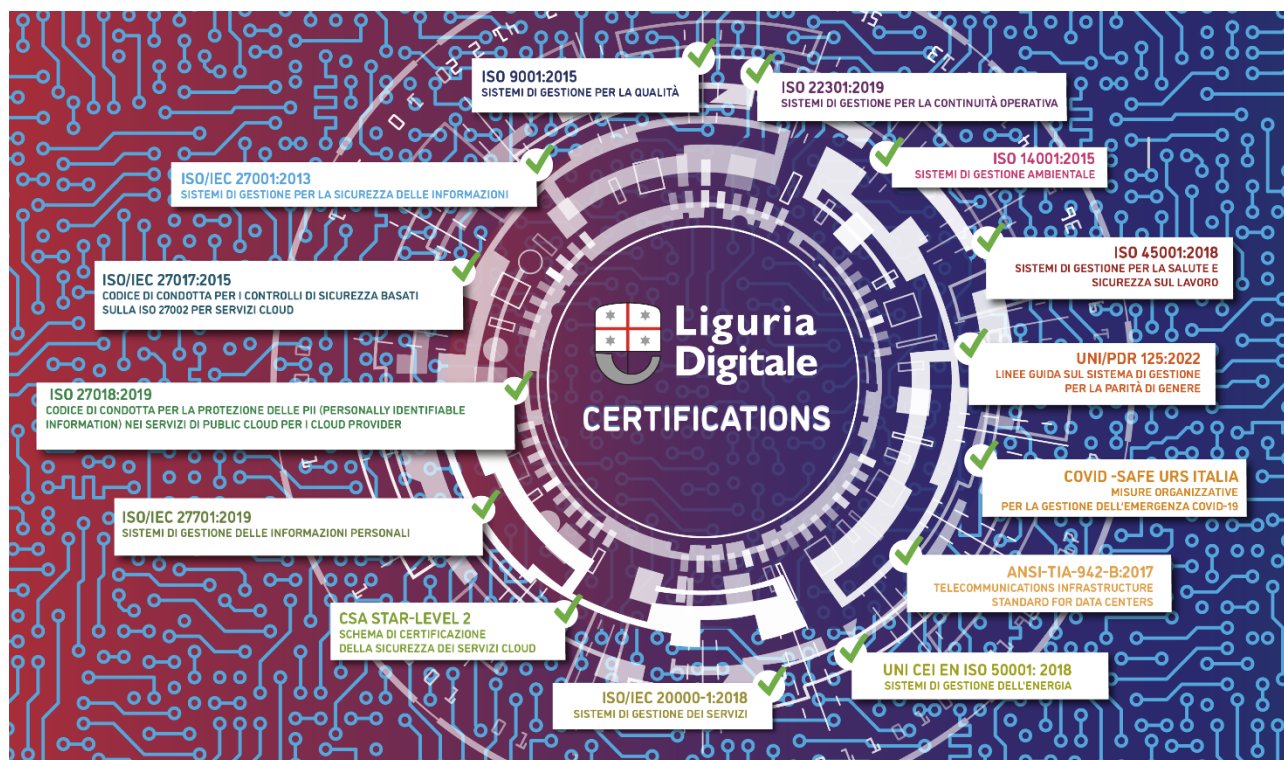 ISO 9001:2015
SISTEMI DI GESTIONE PER LA QUALITÀ
ISO 22301:2019
SISTEMI DI GESTIONE PER LA CONTINUITÀ OPERATIVA
ISO/IEC 27001:2013
SISTEMI DI GESTIONE PER LA SICUREZZA DELLE INFORMAZIONI
ISO 14001:2015
SISTEMI DI GESTIONE AMBIENTALE
ISO/IEC 27017:2015
CODICE DI CONDOTTA PER I CONTROLLI DI SICUREZZA BASATI
SULLA ISO 27002 PER SERVIZI CLOUD
ISO 45001:2018
SISTEMI DI GESTIONE PER LA SALUTE E
SICUREZZA SUL LAVORO
Liguria
Digitale
CERTIFICATIONS
UNI/PDR 125:2022
LINEE GUIDA SUL SISTEMA DI GESTIONE
PER LA PARITÀ DI GENERE
ISO 27018:2019
CODICE DI CONDOTTA PER LA PROTEZIONE DELLE PII (PERSONALLY IDENTIFIABLE
INFORMATION) NEI SERVIZI DI PUBLIC CLOUD PER I CLOUD PROVIDER
COVID -SAFE URS ITALIA
MISURE ORGANIZZATIVE
PER LA GESTIONE DELL'EMERGENZA COVID-19
ISO/IEC 27701:2019
SISTEMI DI GESTIONE DELLE INFORMAZIONI PERSONALI
ANSI-TIA-942-B:2017
TELECOMMUNICATIONS INFRASTRUCTURE
STANDARD FOR DATA CENTERS
CSA STAR-LEVEL 2
SCHEMA DI CERTIFICAZIONE
DELLA SICUREZZA DEI SERVIZI CLOUD
UNI CEI EN ISO 50001: 2018
SISTEMI DI GESTIONE DELL'ENERGIA
ISO/IEC 20000-1:2018
SISTEMI DI GESTIONE DEI SERVIZI